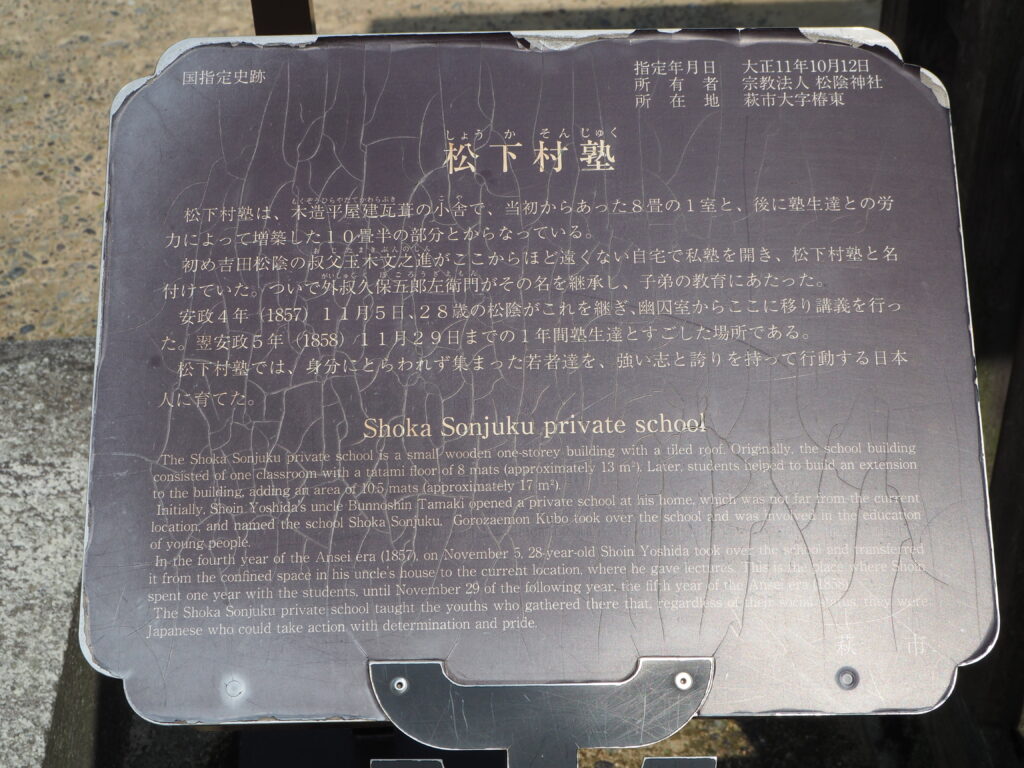 国指定史跡
指定年月日 大正11年10月12日
所有者 宗教法人 松陰神社
所在地 萩市大字椿東
しょうかそんじゅく
松下村塾
もくぞうひらやだてかわらぶき
松下村塾は、木造平屋建瓦葺の小舎で、当初からあった8畳の1室と、後に塾生達との労
力によって増築した10畳半の部分とからなっている。
初め吉田松陰の叔父玉木文之進がここからほど遠くない自宅で私塾を開き、松下村塾と名
付けていた。ついで外叔久保五郎左衛門がその名を継承し、子弟の教育にあたった。
安政4年(1857)11月5日、28歳の松陰がこれを継ぎ、幽囚室からここに移り講義を行っ
た。翌安政5年(1858)11月29日までの1年間塾生達とすごした場所である。
松下村塾では、身分にとらわれず集まった若者達を、強い志と誇りを持って行動する日本
人に育てた。
Shoka Sonjuku private school
The Shoka Sonjuku private school is a small wooden one-storey building with a tiled roof. Originally, the school building
consisted of one classroom with a tatami floor of 8 mats (approximately 13 m²). Later, students helped to build an extension
to the building, adding an area of 10.5 mats (approximately 17 m²).
Initially, Shoin Yoshida's uncle Bunnoshin Tamaki opened a private school at his home, which was not far from the current
location, and named the school Shoka Sonjuku. Gorozaemon Kubo took over the school and was involved in the education
of young people.
In the fourth year of the Ansei era (1857), on November 5, 28-year-old Shoin Yoshida took over the school and transferred
it from the confined space in his uncle's house to the current location, where he gave lectures. This is the place where Shoin
spent one year with the students, until November 29 of the following year, the fifth year of the Ansei era (1858).
The Shoka Sonjuku private school taught the youths who gathered there that, regardless of their social status, they were
Japanese who could take action with determination and pride.
萩市